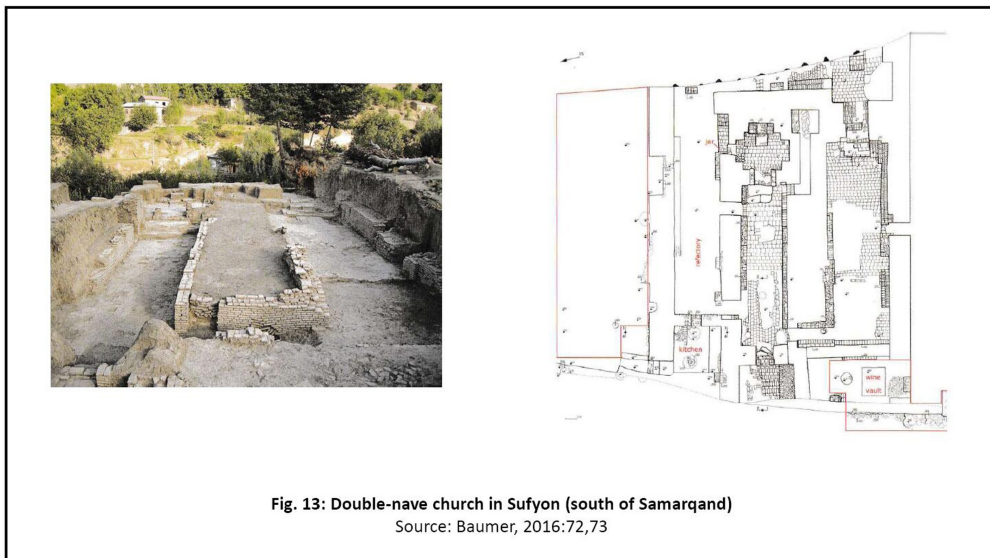 jar
refectory
kitchen
wine
vault
Fig. 13: Double-nave church in Sufyon (south of Samarqand)
Source: Baumer, 2016:72,73